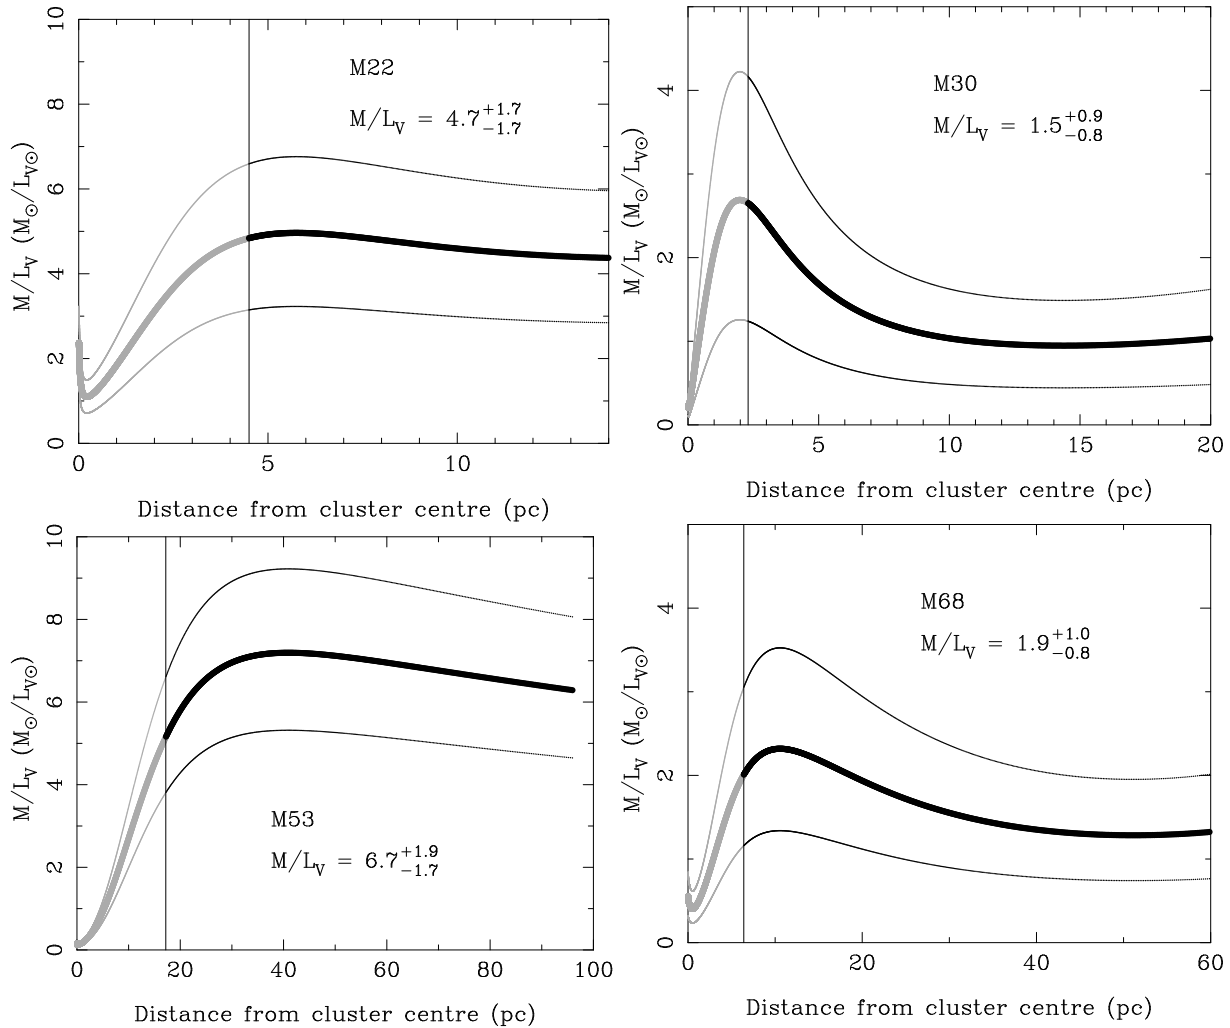 M22
M/L_V = 4.7^{+1.7}_{-1.7}
M/L_V (M_⊙/L_{V⊙})
0 2 4 6 8 10
0 5 10
Distance from cluster centre (pc)
M30
M/L_V = 1.5^{+0.9}_{-0.8}
M/L_V (M_⊙/L_{V⊙})
0 2 4
0 5 10 15 20
Distance from cluster centre (pc)
M53
M/L_V = 6.7^{+1.9}_{-1.7}
M/L_V (M_⊙/L_{V⊙})
0 2 4 6 8 10
0 20 40 60 80 100
Distance from cluster centre (pc)
M68
M/L_V = 1.9^{+1.0}_{-0.8}
M/L_V (M_⊙/L_{V⊙})
0 2 4
0 20 40 60
Distance from cluster centre (pc)